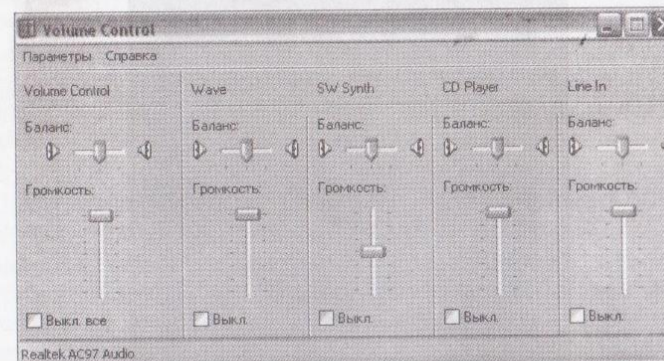 Volume Control
Параметры Справка
Volume Control Wave SW Synth CD Player Line In
Баланс: Баланс: Баланс: Баланс: Баланс:
Громкость: Громкость: Громкость: Громкость: Громкость:
Выкл. все Выкл. Выкл. Выкл. Выкл.
Realtek AC97 Audio